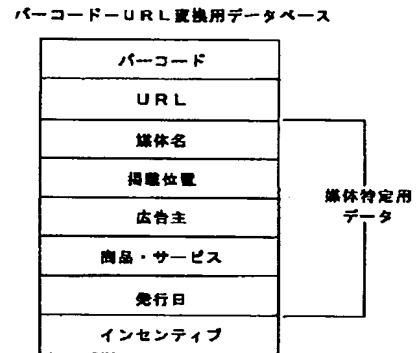 バーコード－ＵＲＬ変換用データベース
バーコード
ＵＲＬ
媒体名
掲載位置
広告主
商品・サービス
発行日
インセンティブ
媒体特定用
データ